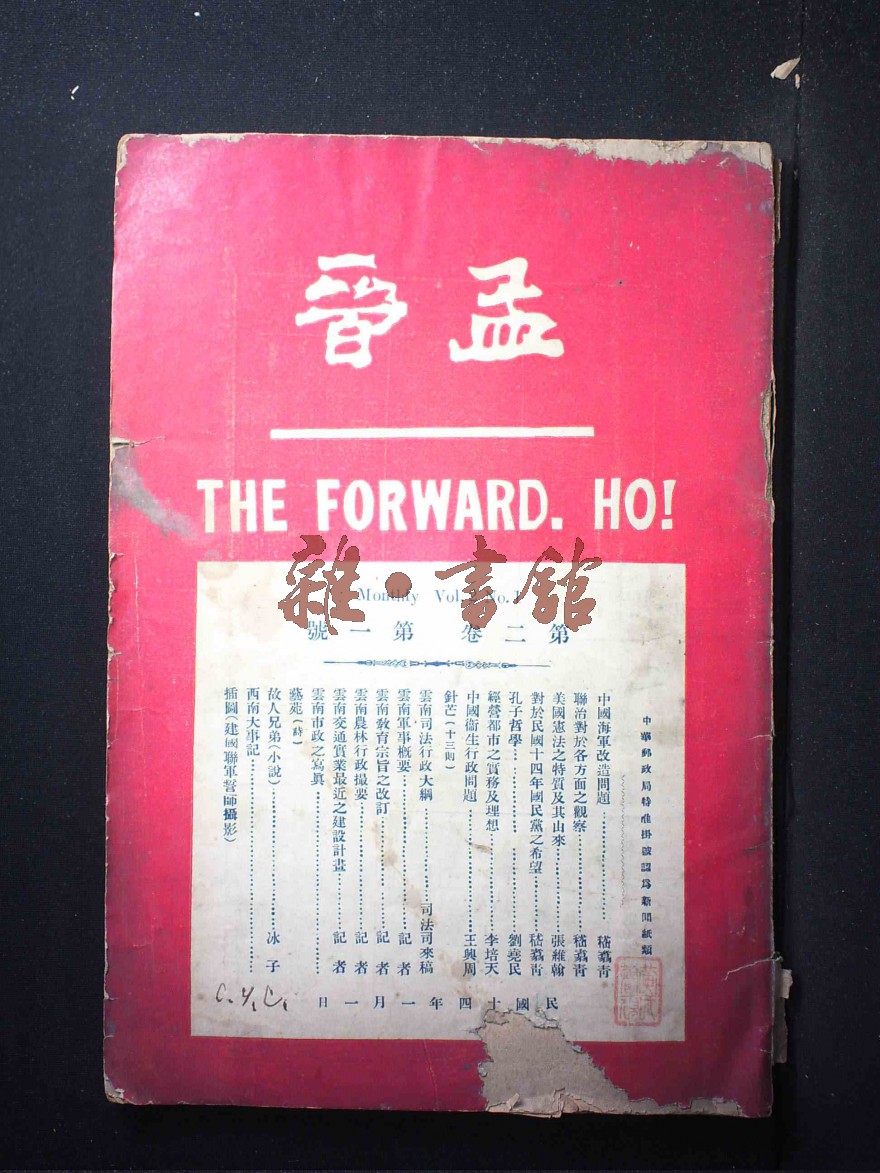 孟晉
THE FORWARD. HO!
Monthly Vol. No. 1
第二卷 第一號
中華郵政局特准掛號認爲新聞紙類
中國海軍改造問題 嵇翥青
聯治對於各方面之觀察 嵇翥青
美國憲法之特質及其由來 張維翰
對於民國十四年國民黨之希望 嵇翥靑
孔子哲學 劉堯民
經營都市之實務及理想 李培天
中國衞生行政問題 王興周
針芒(十三則)
雲南司法行政大綱 司法司來稿
雲南軍事概要 記者
雲南敎育宗旨之改訂 記者
雲南農林行政撮要 記者
雲南交通實業最近之建設計畫 記者
雲南市政之寫眞
藝苑(詩)
故人兄弟(小說) 冰子
西南大事記
插圖(建國聯軍誓師攝影)
民國十四年一月一日
C.Y.C.
雜·書館